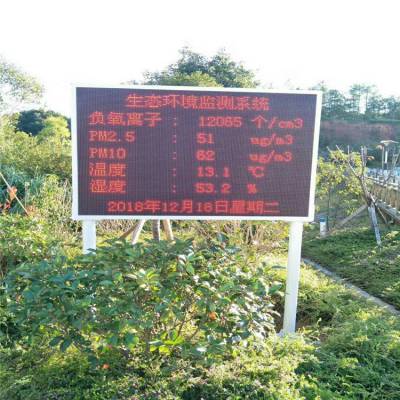 生态环境监测系统
负氧离子 : 12065 个/cm3
PM2.5 : 51 ug/m3
PM10 : 62 ug/m3
温度 : 13.1 ℃
湿度 : 53.2 %
2018年12月18日星期二